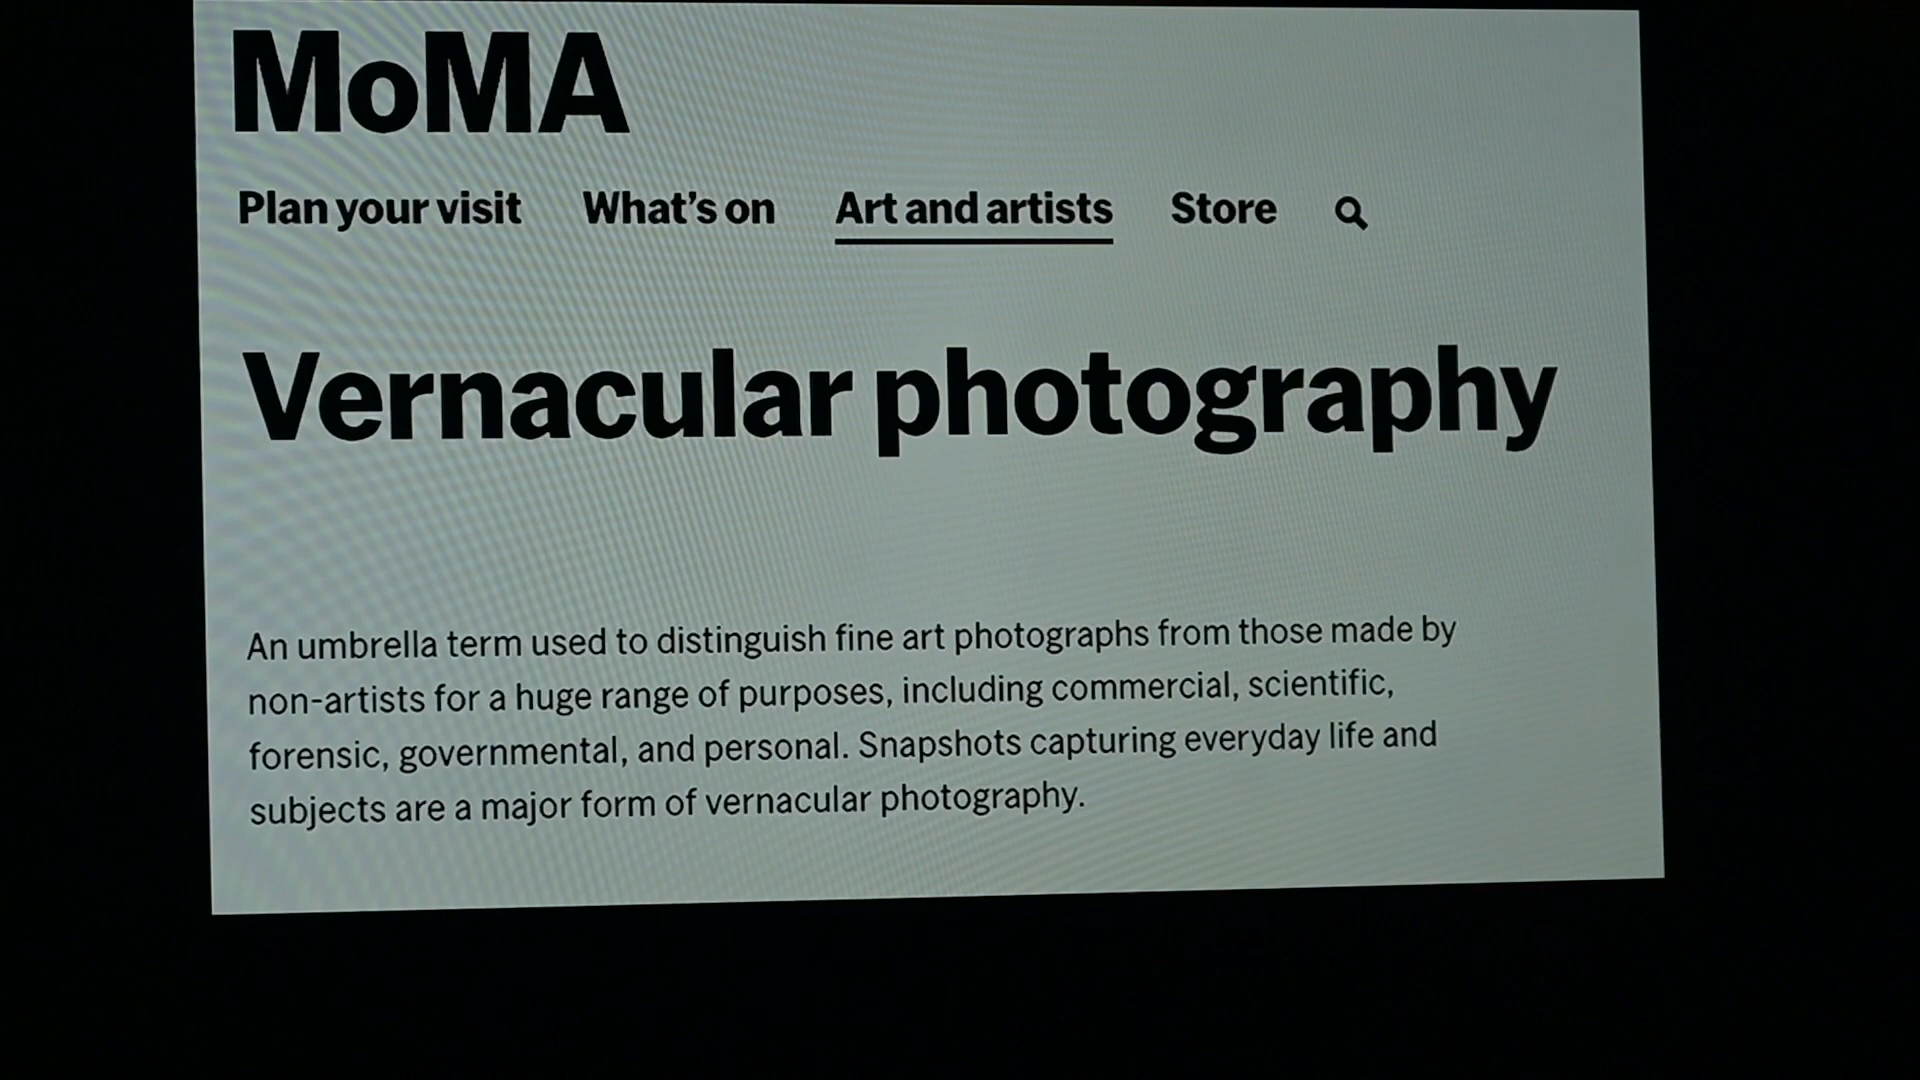 MoMA
Plan your visit What's on Art and artists Store
Vernacular photography
An umbrella term used to distinguish fine art photographs from those made by
non-artists for a huge range of purposes, including commercial, scientific,
forensic, governmental, and personal. Snapshots capturing everyday life and
subjects are a major form of vernacular photography.